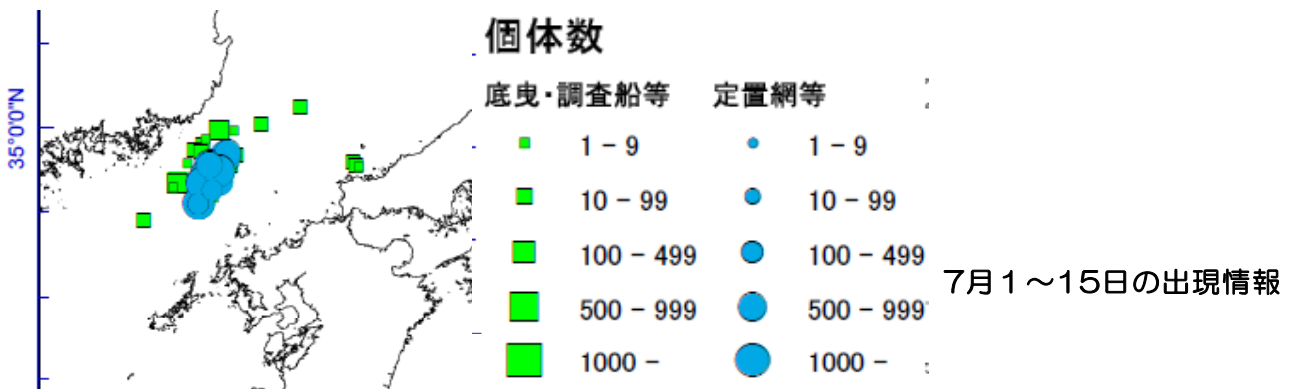 35°0'0"N
個体数
底曳・調査船等 定置網等
1 - 9 1 - 9
10 - 99 10 - 99
100 - 499 100 - 499
500 - 999 500 - 999
1000 - 1000 -
7月1～15日の出現情報